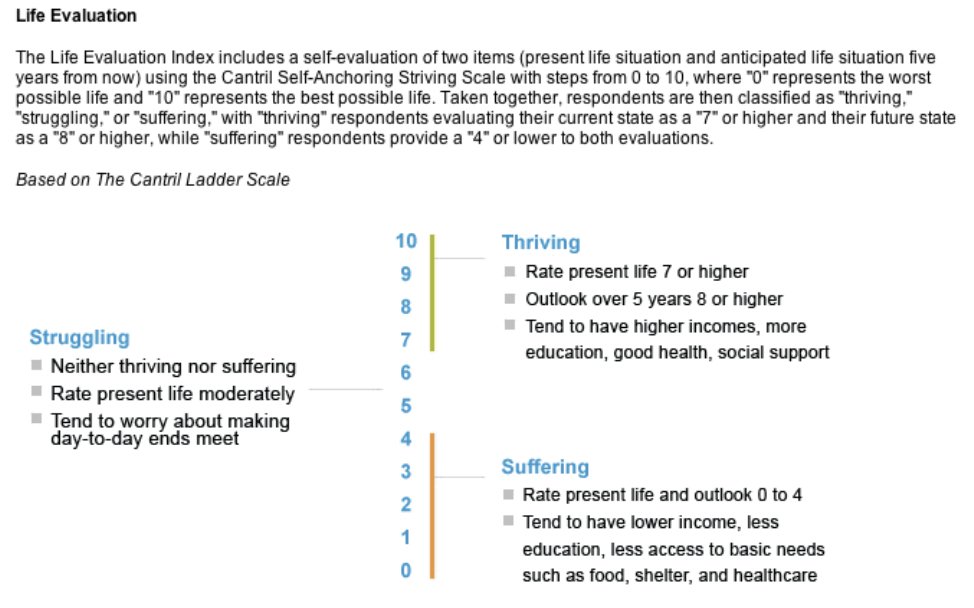 Life Evaluation
The Life Evaluation Index includes a self-evaluation of two items (present life situation and anticipated life situation five
years from now) using the Cantril Self-Anchoring Striving Scale with steps from 0 to 10, where "0" represents the worst
possible life and "10" represents the best possible life. Taken together, respondents are then classified as "thriving,"
"struggling," or "suffering," with "thriving" respondents evaluating their current state as a "7" or higher and their future state
as a "8" or higher, while "suffering" respondents provide a "4" or lower to both evaluations.
Based on The Cantril Ladder Scale
Struggling
Neither thriving nor suffering
Rate present life moderately
Tend to worry about making
day-to-day ends meet
10
9
8
7
6
5
4
3
2
1
0
Thriving
Rate present life 7 or higher
Outlook over 5 years 8 or higher
Tend to have higher incomes, more
education, good health, social support
Suffering
Rate present life and outlook 0 to 4
Tend to have lower income, less
education, less access to basic needs
such as food, shelter, and healthcare